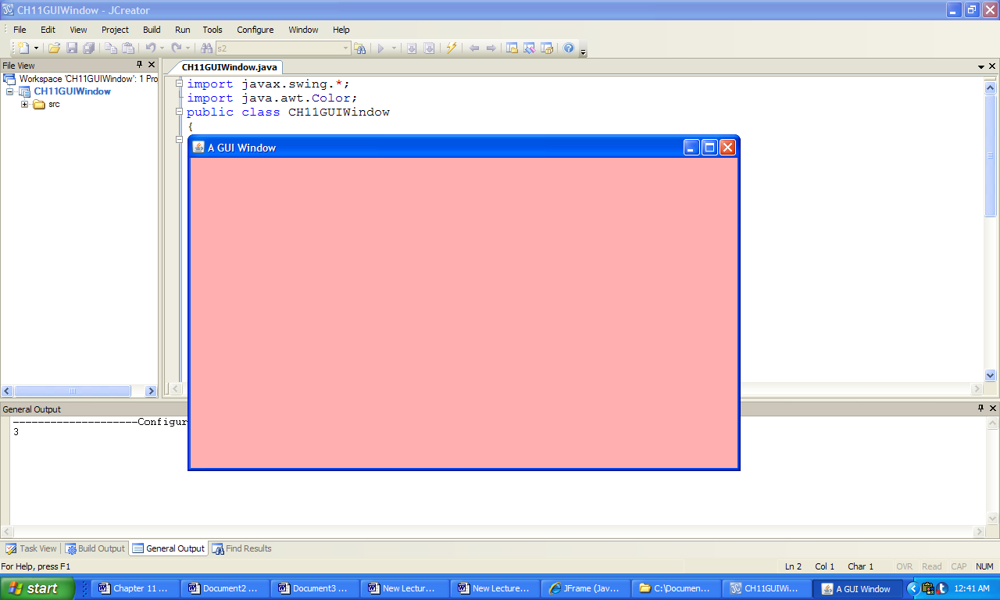 CH11GUIWindow - JCreator
File Edit View Project Build Run Tools Configure Window Help
s2
File View
CH11GUIWindow.java
Workspace 'CH11GUIWindow': 1 Pro
CH11GUIWindow
src
import javax.swing.*;
import java.awt.Color;
public class CH11GUIWindow
{
A GUI Window
General Output
--------------------Configur
3
Task View Build Output General Output Find Results
For Help, press F1 Ln 2 Col 1 Char 1 OVR Read CAP NUM
start Chapter 11 ... Document2 ... Document3 ... New Lectur... New Lecture... JFrame (Jav... C:\Documen... CH11GUIWi... A GUI Window 12:41 AM